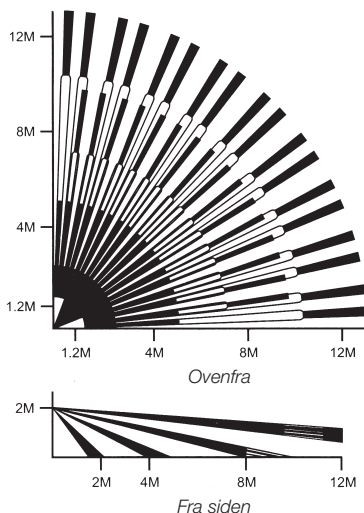 12M
8M
4M
1.2M
1.2M 4M 8M 12M
Ovenfra
2M
2M 4M 8M 12M
Fra siden